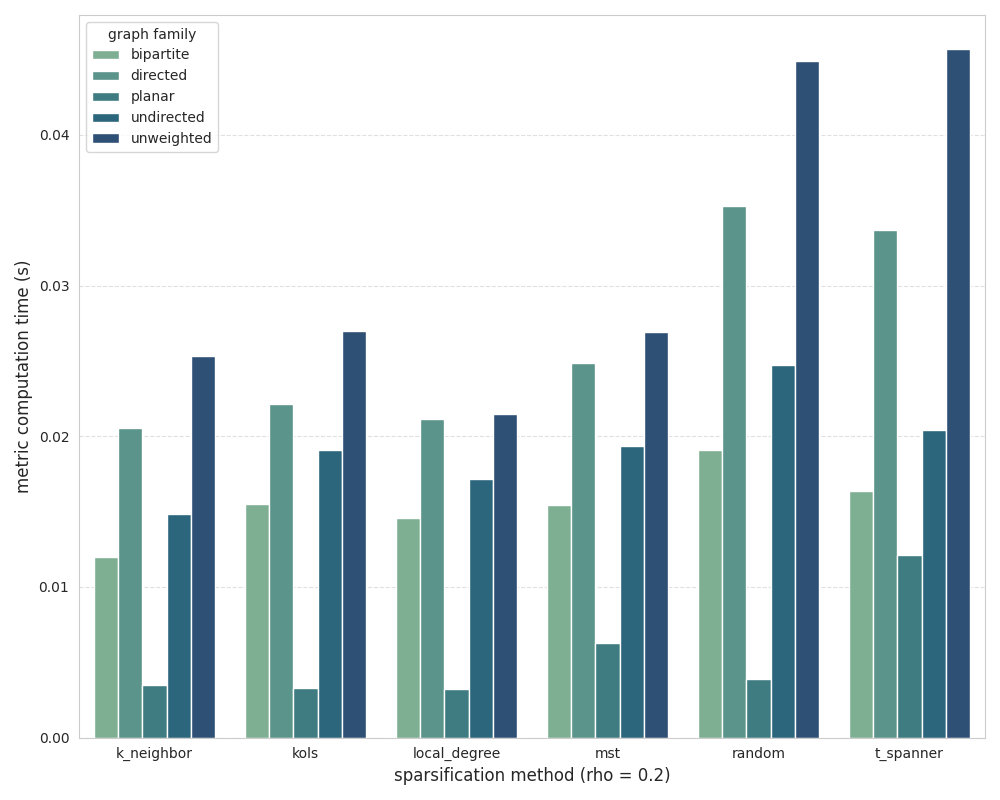 graph family
bipartite
directed
planar
undirected
unweighted
metric computation time (s)
0.04
0.03
0.02
0.01
0.00
k_neighbor kols local_degree mst random t_spanner
sparsification method (rho = 0.2)